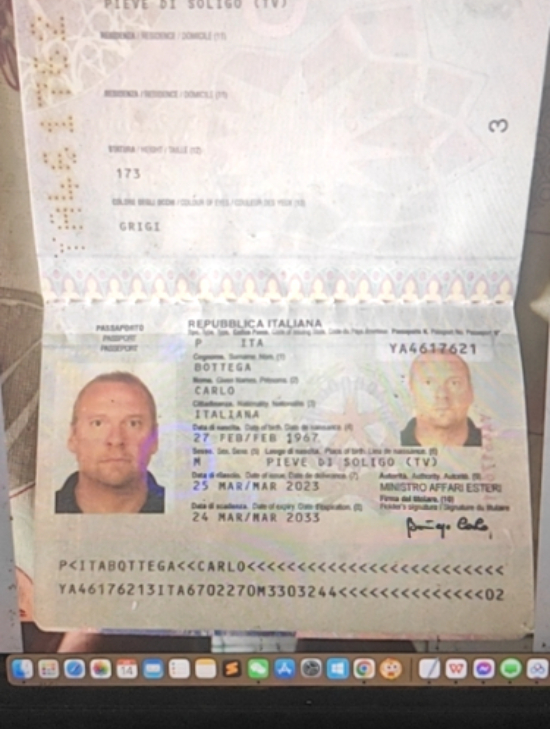 PIEVE DI SOLIGO (TV)
RESIDENZA / RESIDENCE / DOMICILE (11)
RESIDENZA / RESIDENCE / DOMICILE (11)
3
STATURA / HEIGHT / TAILLE (12)
173
COLORE DEGLI OCCHI / COLOUR OF EYES / COULEUR DES YEUX (13)
GRIGI
PASSAPORTO
PASSPORT
PASSEPORT
REPUBBLICA ITALIANA
P ITA YA4617621
Cognome. Surname. Nom. (1)
BOTTEGA
Nome. Given Names. Prénoms. (2)
CARLO
Cittadinanza. Nationality. Nationalité. (3)
ITALIANA
Data di nascita. Date of birth. Date de naissance. (4)
27 FEB/FEB 1967
Sesso. Sex. Sexe. (5) Luogo di nascita. Place of birth. Lieu de naissance. (6)
M PIEVE DI SOLIGO (TV)
Data di rilascio. Date of issue. Date de délivrance. (7) Autorità. Authority. Autorité. (9)
25 MAR/MAR 2023 MINISTRO AFFARI ESTERI
Data di scadenza. Date of expiry. Date d'expiration. (8) Firma del titolare. (10)
Holder's signature / Signature du titulaire
24 MAR/MAR 2033
P<ITABOTTEGA<<CARLO<<<<<<<<<<<<<<<<<<<<<<<<<
YA46176213ITA6702270M3303244<<<<<<<<<<<<<<02
14